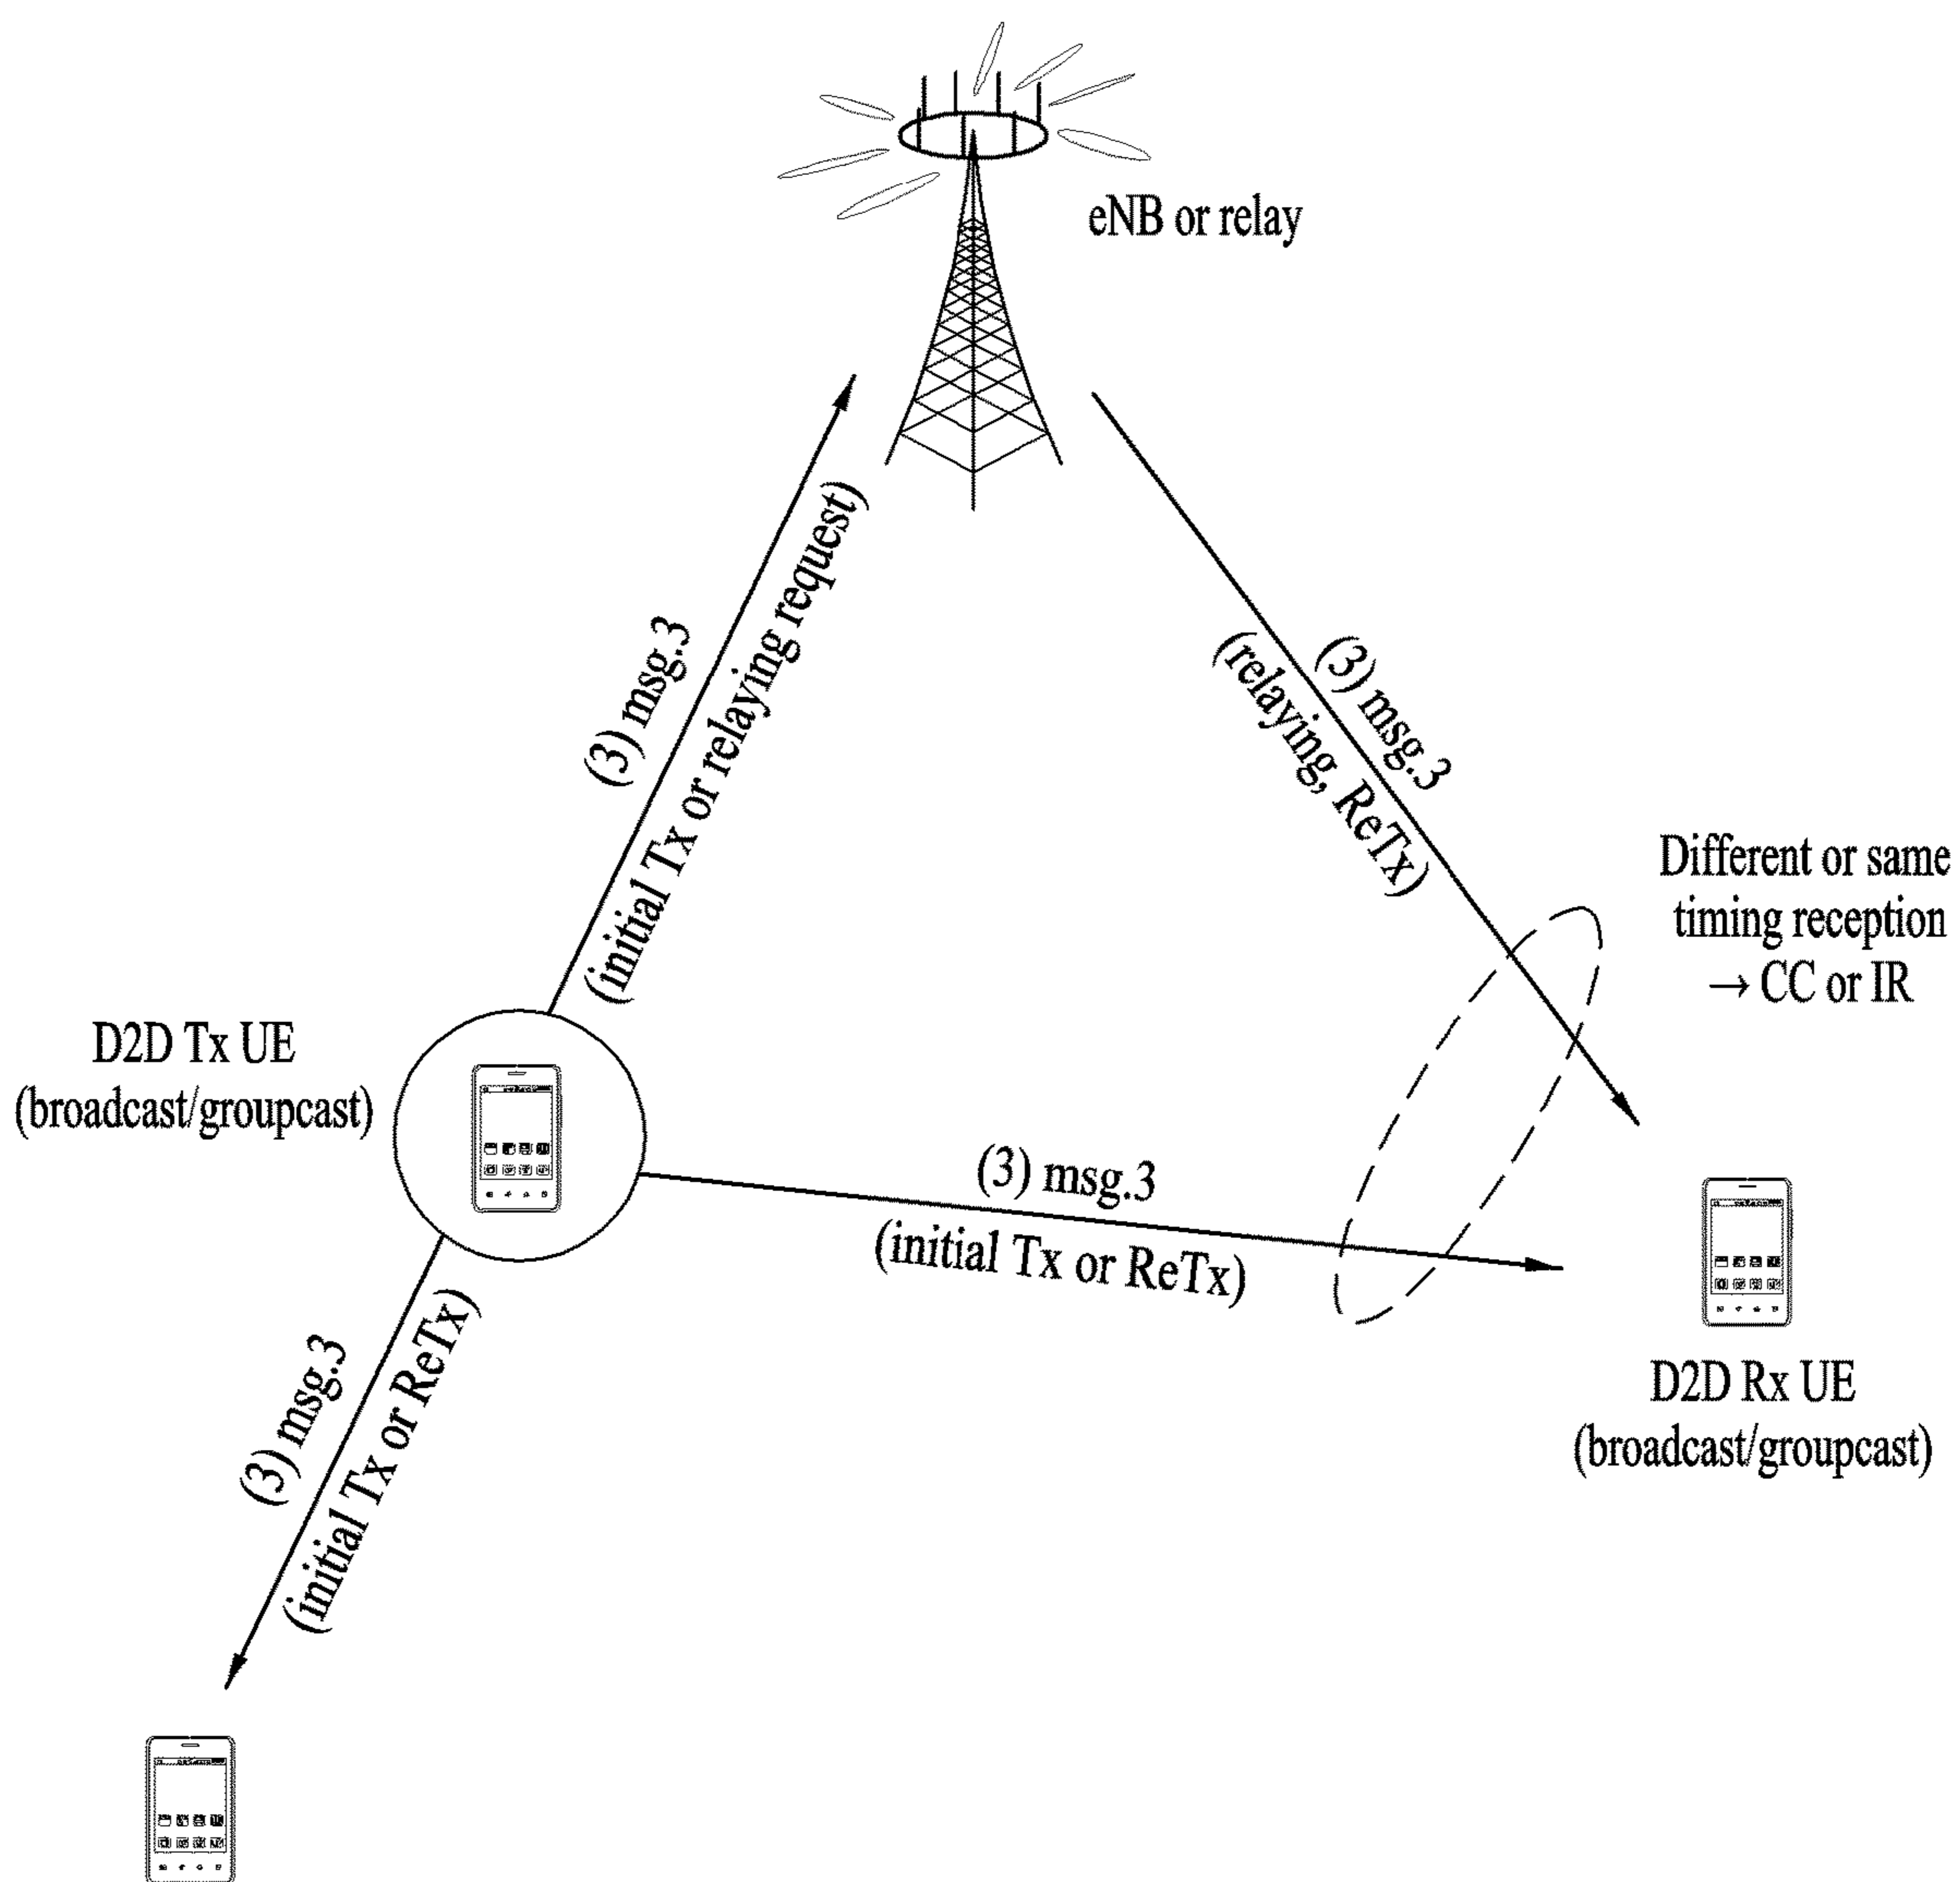 eNB or relay
(3) msg.3
(initial Tx or relaying request)
(3) msg.3
(relaying, ReTx)
Different or same
timing reception
→ CC or IR
D2D Tx UE
(broadcast/groupcast)
(3) msg.3
(initial Tx or ReTx)
D2D Rx UE
(broadcast/groupcast)
(3) msg.3
(initial Tx or ReTx)